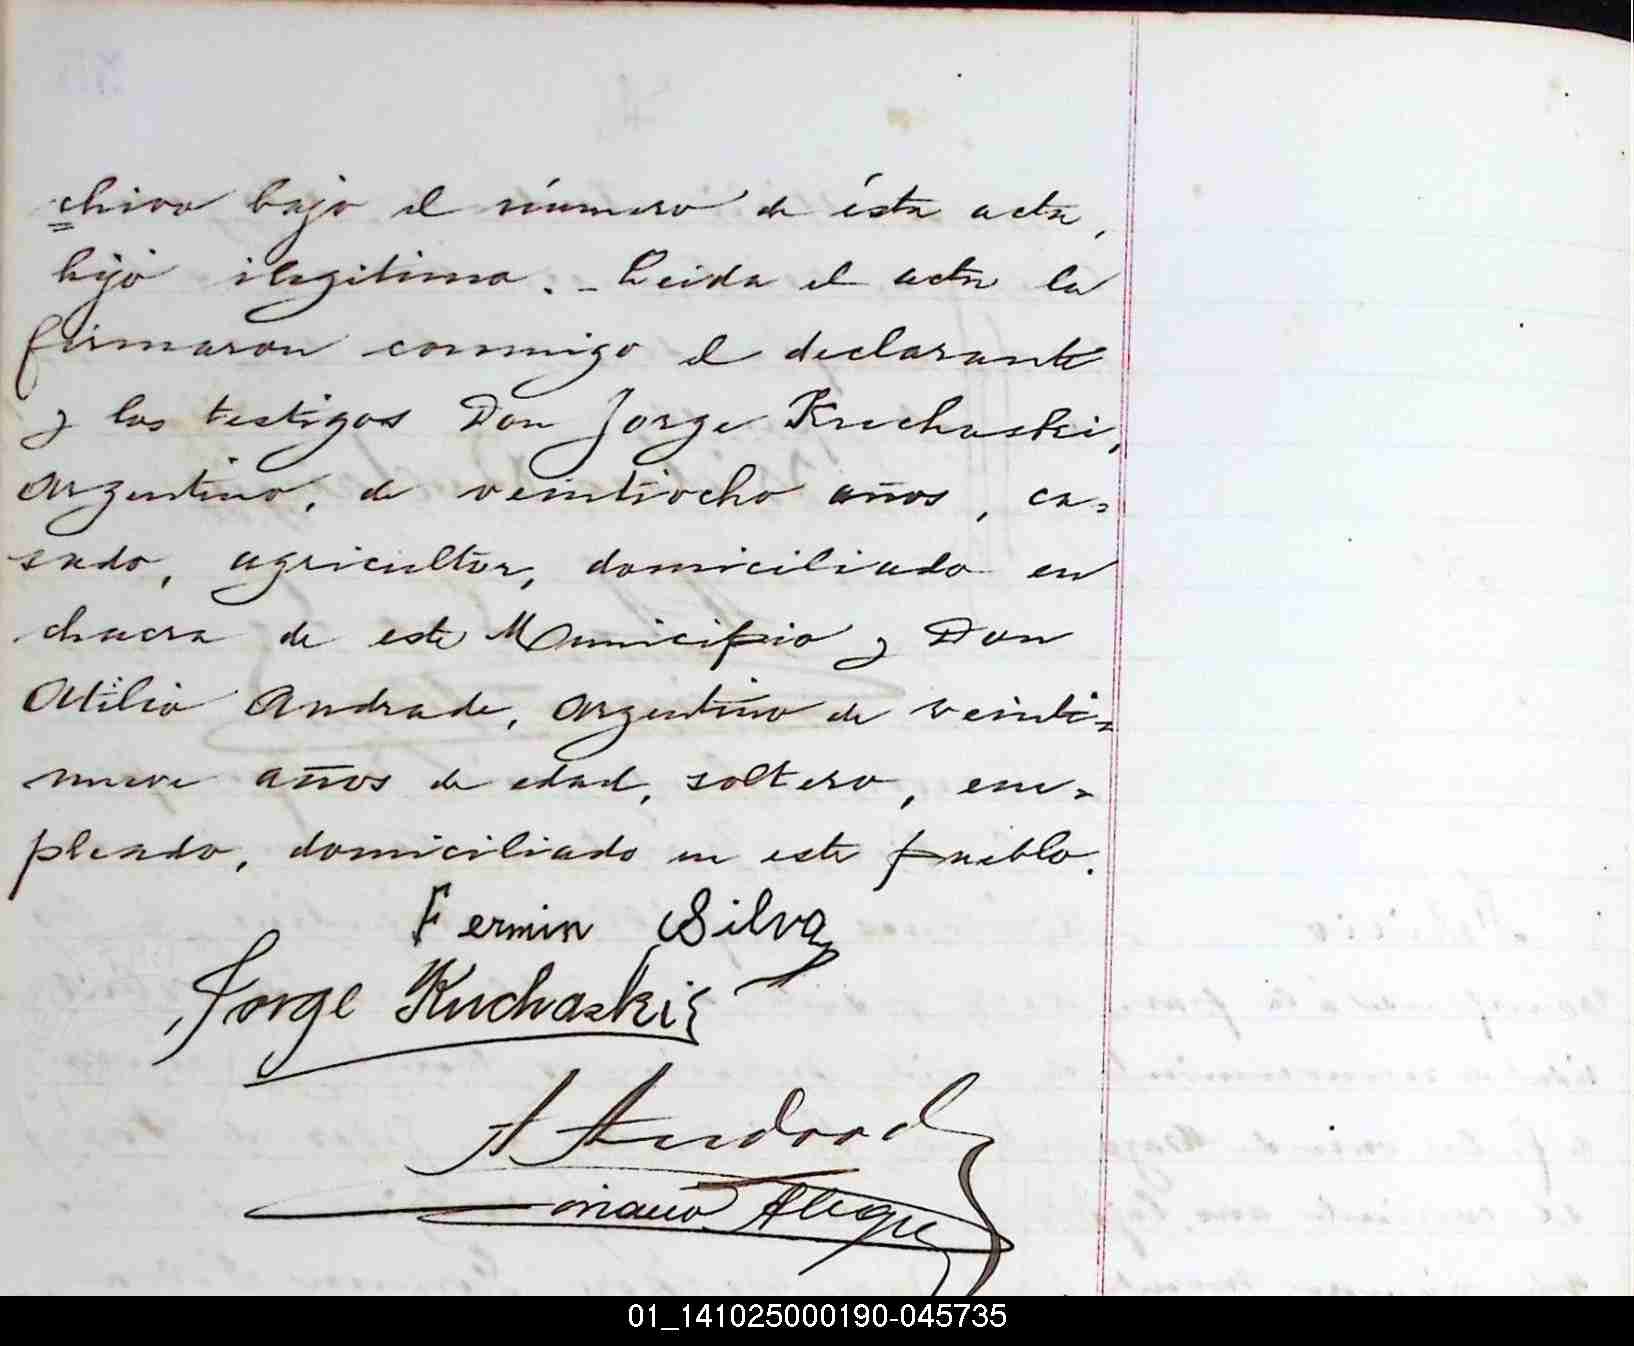 chivo bajo el número de ésta acta,
hijo ilegitimo. - Leida el acta la
firmaron conmigo el declarante
y los testigos Don Jorge Kuchaski,
Argentino, de veintiocho años, ca-
sado, agricultor, domiciliado en
chacra de este Municipio y Don
Atilio Andrade, Argentino de veinti-
nueve años de edad, soltero, em-
pleado, domiciliado en este pueblo.
Fermin Silva
Jorge Kuchaski
A Andrade
Alegre
01_141025000190-045735